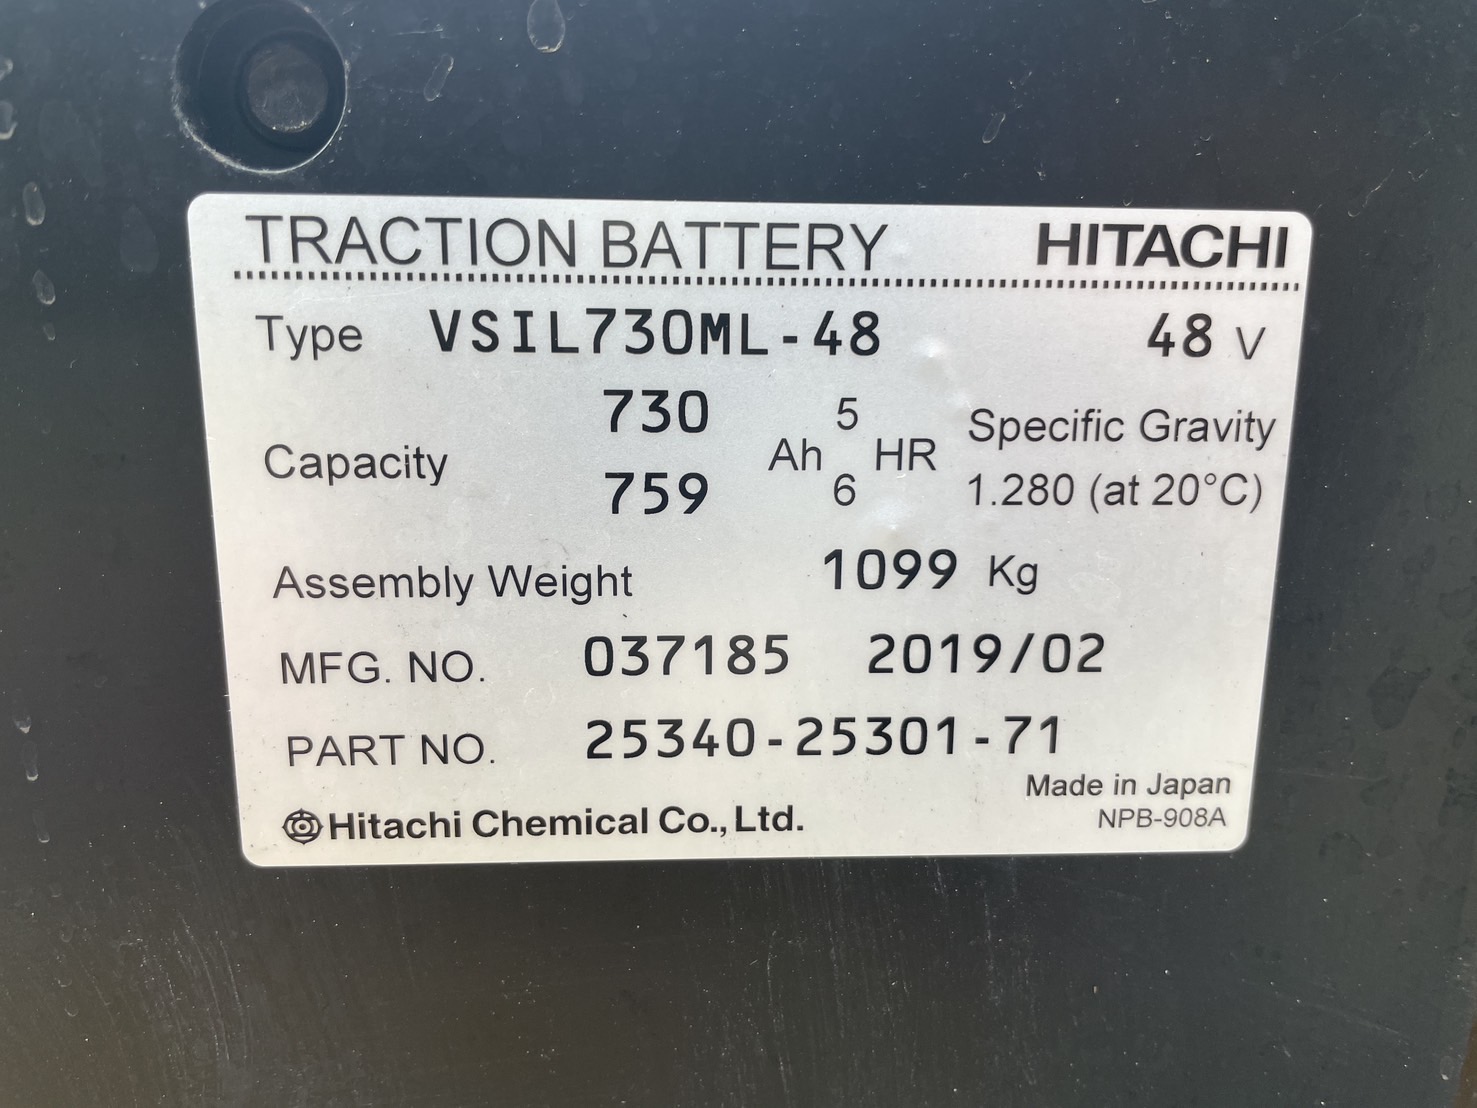 TRACTION BATTERY HITACHI
Type VSIL730ML-48 48 V
730 5
Capacity Ah HR Specific Gravity
759 6 1.280 (at 20°C)
Assembly Weight 1099 Kg
MFG. NO. 037185 2019/02
PART NO. 25340-25301-71
Made in Japan
Hitachi Chemical Co., Ltd. NPB-908A